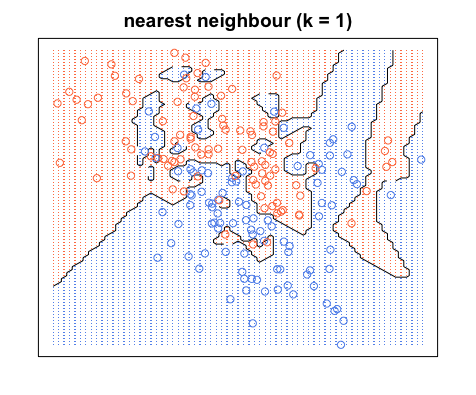 nearest neighbour (k = 1)